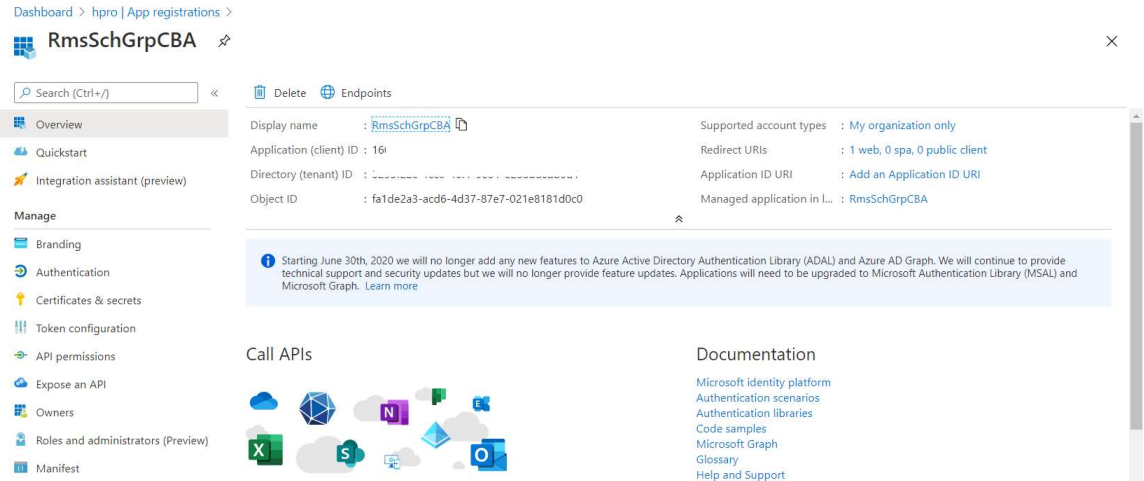 Dashboard > hpro | App registrations >
RmsSchGrpCBA
Search (Ctrl+/)
«
Delete
Endpoints
Overview
Quickstart
Integration assistant (preview)
Manage
Branding
Authentication
Certificates & secrets
Token configuration
API permissions
Expose an API
Owners
Roles and administrators (Preview)
Manifest
Display name : RmsSchGrpCBA
Application (client) ID : 16
Directory (tenant) ID :
Object ID : fa1de2a3-acd6-4d37-87e7-021e8181d0c0
Supported account types : My organization only
Redirect URIs : 1 web, 0 spa, 0 public client
Application ID URI : Add an Application ID URI
Managed application in l... : RmsSchGrpCBA
Starting June 30th, 2020 we will no longer add any new features to Azure Active Directory Authentication Library (ADAL) and Azure AD Graph. We will continue to provide
technical support and security updates but we will no longer provide feature updates. Applications will need to be upgraded to Microsoft Authentication Library (MSAL) and
Microsoft Graph. Learn more
Call APIs
N
P
E
X
S
O
Documentation
Microsoft identity platform
Authentication scenarios
Authentication libraries
Code samples
Microsoft Graph
Glossary
Help and Support